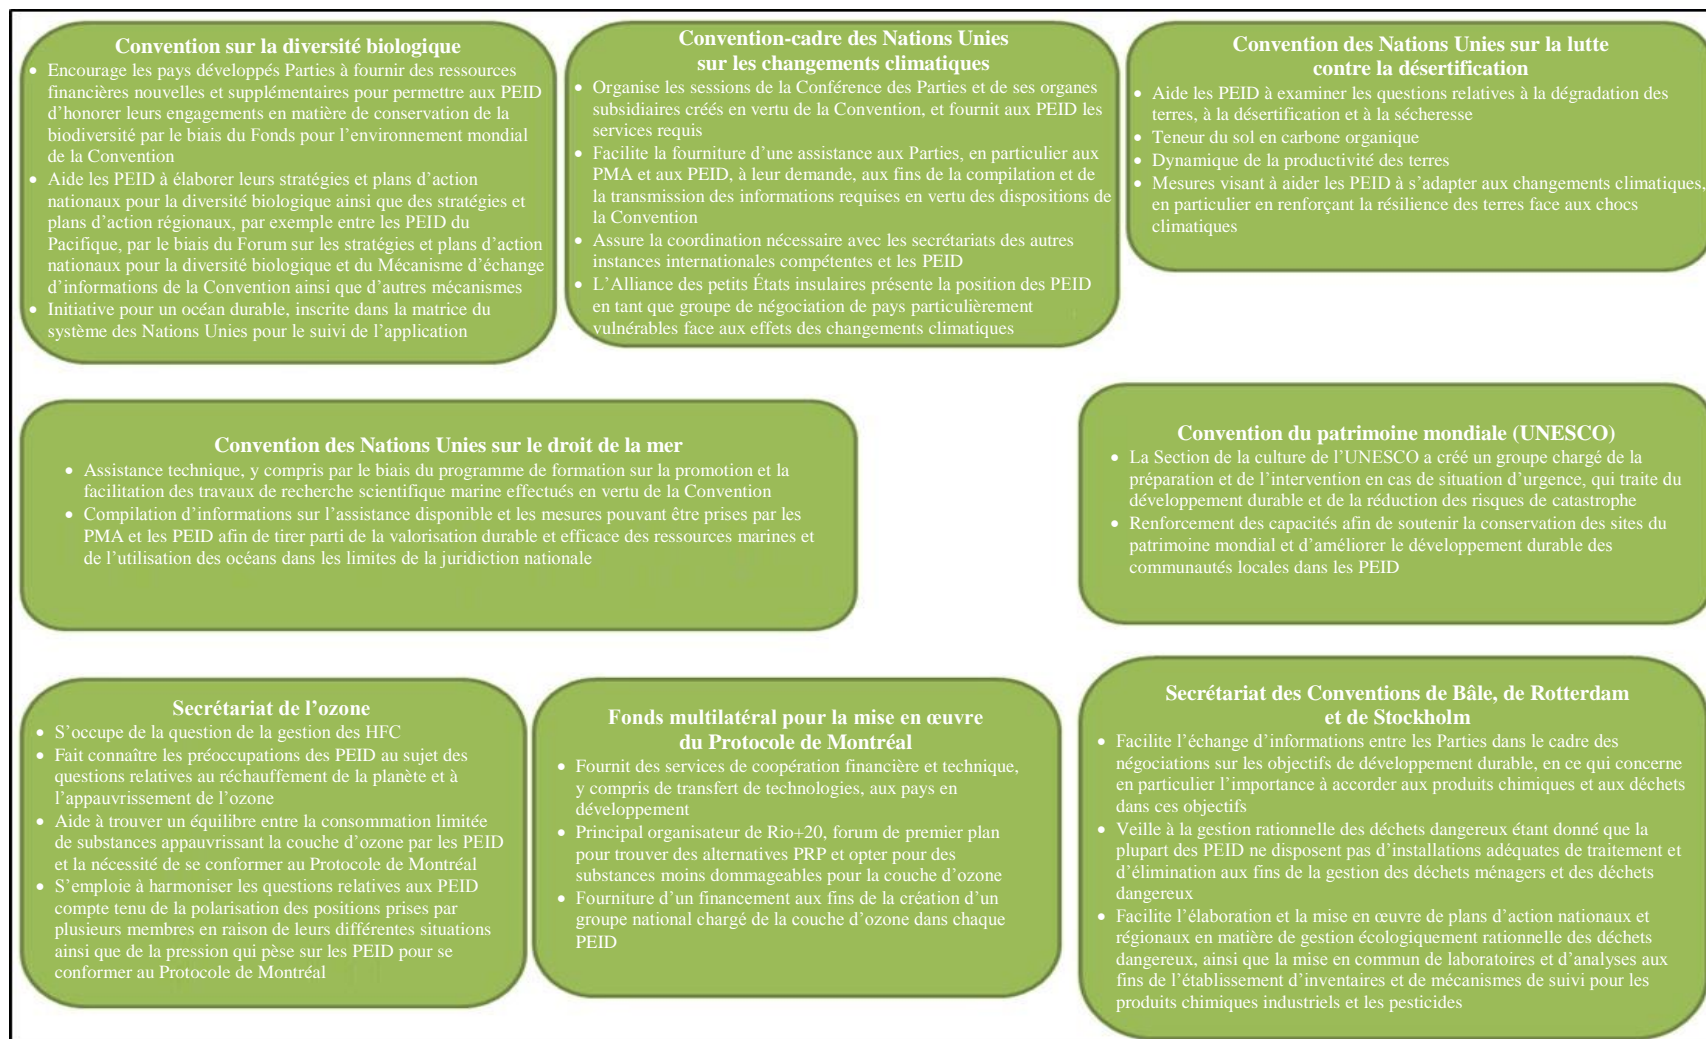 Convention sur la diversité biologique
• Encourage les pays développés Parties à fournir des ressources
financières nouvelles et supplémentaires pour permettre aux PEID
d’honorer leurs engagements en matière de conservation de la
biodiversité par le biais du Fonds pour l’environnement mondial
de la Convention
• Aide les PEID à élaborer leurs stratégies et plans d’action
nationaux pour la diversité biologique ainsi que des stratégies et
plans d’action régionaux, par exemple entre les PEID du
Pacifique, par le biais du Forum sur les stratégies et plans d’action
nationaux pour la diversité biologique et du Mécanisme d’échange
d’informations de la Convention ainsi que d’autres mécanismes
• Initiative pour un océan durable, inscrite dans la matrice du
système des Nations Unies pour le suivi de l’application
Convention-cadre des Nations Unies
sur les changements climatiques
• Organise les sessions de la Conférence des Parties et de ses organes
subsidiaires créés en vertu de la Convention, et fournit aux PEID les
services requis
• Facilite la fourniture d’une assistance aux Parties, en particulier aux
PMA et aux PEID, à leur demande, aux fins de la compilation et de
la transmission des informations requises en vertu des dispositions de
la Convention
• Assure la coordination nécessaire avec les secrétariats des autres
instances internationales compétentes et les PEID
• L’Alliance des petits États insulaires présente la position des PEID
en tant que groupe de négociation de pays particulièrement
vulnérables face aux effets des changements climatiques
Convention des Nations Unies sur la lutte
contre la désertification
• Aide les PEID à examiner les questions relatives à la dégradation des
terres, à la désertification et à la sécheresse
• Teneur du sol en carbone organique
• Dynamique de la productivité des terres
• Mesures visant à aider les PEID à s’adapter aux changements climatiques,
en particulier en renforçant la résilience des terres face aux chocs
climatiques
Convention des Nations Unies sur le droit de la mer
• Assistance technique, y compris par le biais du programme de formation sur la promotion et la
facilitation des travaux de recherche scientifique marine effectués en vertu de la Convention
• Compilation d’informations sur l’assistance disponible et les mesures pouvant être prises par les
PMA et les PEID afin de tirer parti de la valorisation durable et efficace des ressources marines et
de l’utilisation des océans dans les limites de la juridiction nationale
Convention du patrimoine mondiale (UNESCO)
• La Section de la culture de l’UNESCO a créé un groupe chargé de la
préparation et de l’intervention en cas de situation d’urgence, qui traite du
développement durable et de la réduction des risques de catastrophe
• Renforcement des capacités afin de soutenir la conservation des sites du
patrimoine mondial et d’améliorer le développement durable des
communautés locales dans les PEID
Secrétariat de l’ozone
• S’occupe de la question de la gestion des HFC
• Fait connaître les préoccupations des PEID au sujet des
questions relatives au réchauffement de la planète et à
l’appauvrissement de l’ozone
• Aide à trouver un équilibre entre la consommation limitée
de substances appauvrissant la couche d’ozone par les PEID
et la nécessité de se conformer au Protocole de Montréal
• S’emploie à harmoniser les questions relatives aux PEID
compte tenu de la polarisation des positions prises par
plusieurs membres en raison de leurs différentes situations
ainsi que de la pression qui pèse sur les PEID pour se
conformer au Protocole de Montréal
Fonds multilatéral pour la mise en œuvre
du Protocole de Montréal
• Fournit des services de coopération financière et technique,
y compris de transfert de technologies, aux pays en
développement
• Principal organisateur de Rio+20, forum de premier plan
pour trouver des alternatives PRP et opter pour des
substances moins dommageables pour la couche d’ozone
• Fourniture d’un financement aux fins de la création d’un
groupe national chargé de la couche d’ozone dans chaque
PEID
Secrétariat des Conventions de Bâle, de Rotterdam
et de Stockholm
• Facilite l’échange d’informations entre les Parties dans le cadre des
négociations sur les objectifs de développement durable, en ce qui concerne
en particulier l’importance à accorder aux produits chimiques et aux déchets
dans ces objectifs
• Veille à la gestion rationnelle des déchets dangereux étant donné que la
plupart des PEID ne disposent pas d’installations adéquates de traitement et
d’élimination aux fins de la gestion des déchets ménagers et des déchets
dangereux
• Facilite l’élaboration et la mise en œuvre de plans d’action nationaux et
régionaux en matière de gestion écologiquement rationnelle des déchets
dangereux, ainsi que la mise en commun de laboratoires et d’analyses aux
fins de l’établissement d’inventaires et de mécanismes de suivi pour les
produits chimiques industriels et les pesticides